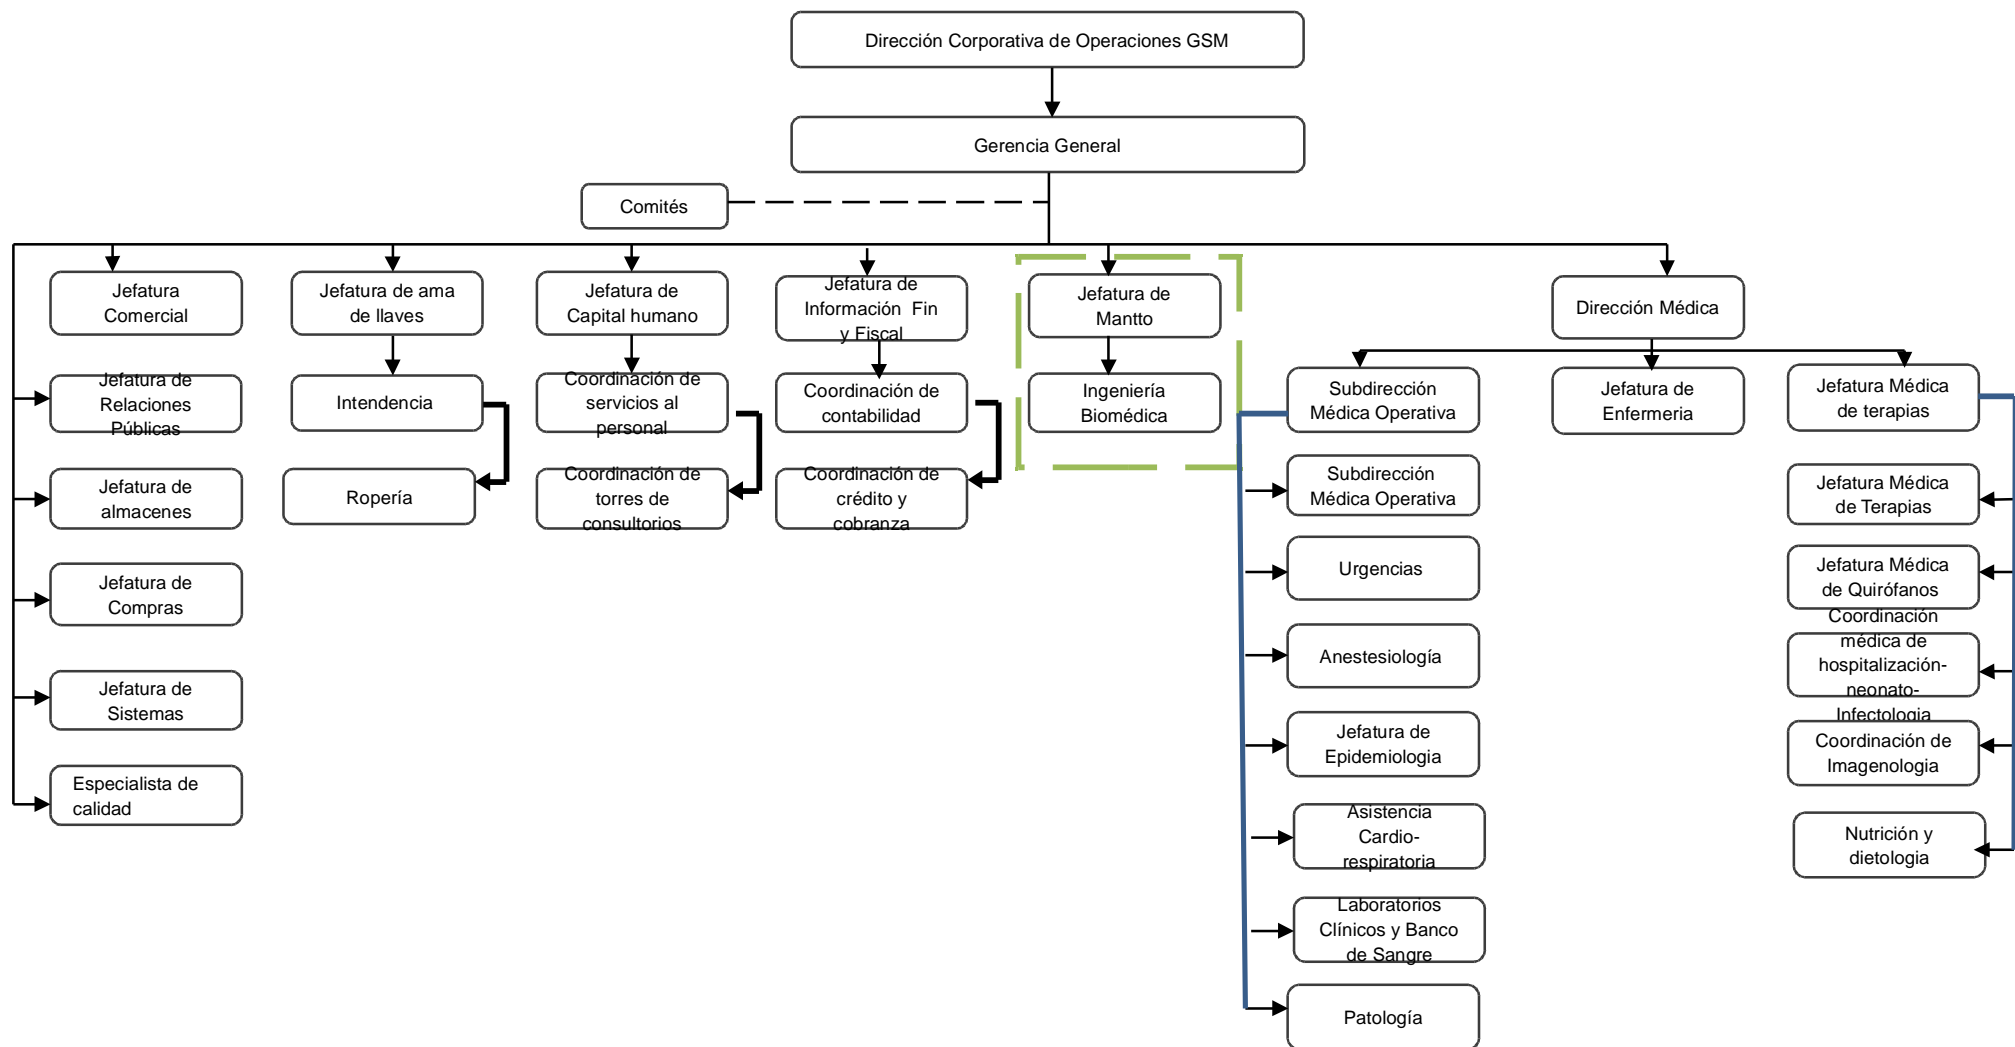 Dirección Corporativa de Operaciones GSM
Gerencia General
Comités
Jefatura
Comercial
Jefatura de ama
de llaves
Jefatura de
Capital humano
Jefatura de
Información  Fin
y Fiscal
Jefatura de
Mantto
Dirección Médica
Jefatura de
Relaciones
Públicas
Intendencia
Coordinación de
servicios al
personal
Coordinación de
contabilidad
Ingeniería
Biomédica
Subdirección
Médica Operativa
Jefatura de
Enfermeria
Jefatura Médica
de terapias
Jefatura de
almacenes
Ropería
Coordinación de
torres de
consultorios
Coordinación de
crédito y
cobranza
Subdirección
Médica Operativa
Jefatura Médica
de Terapias
Jefatura de
Compras
Urgencias
Jefatura Médica
de Quirófanos
Jefatura de
Sistemas
Anestesiología
Coordinación
médica de
hospitalización-
neonato-
Infectologia
Especialista de
calidad
Jefatura de
Epidemiologia
Coordinación de
Imagenologia
Asistencia
Cardio-
respiratoria
Nutrición y
dietologia
Laboratorios
Clínicos y Banco
de Sangre
Patología